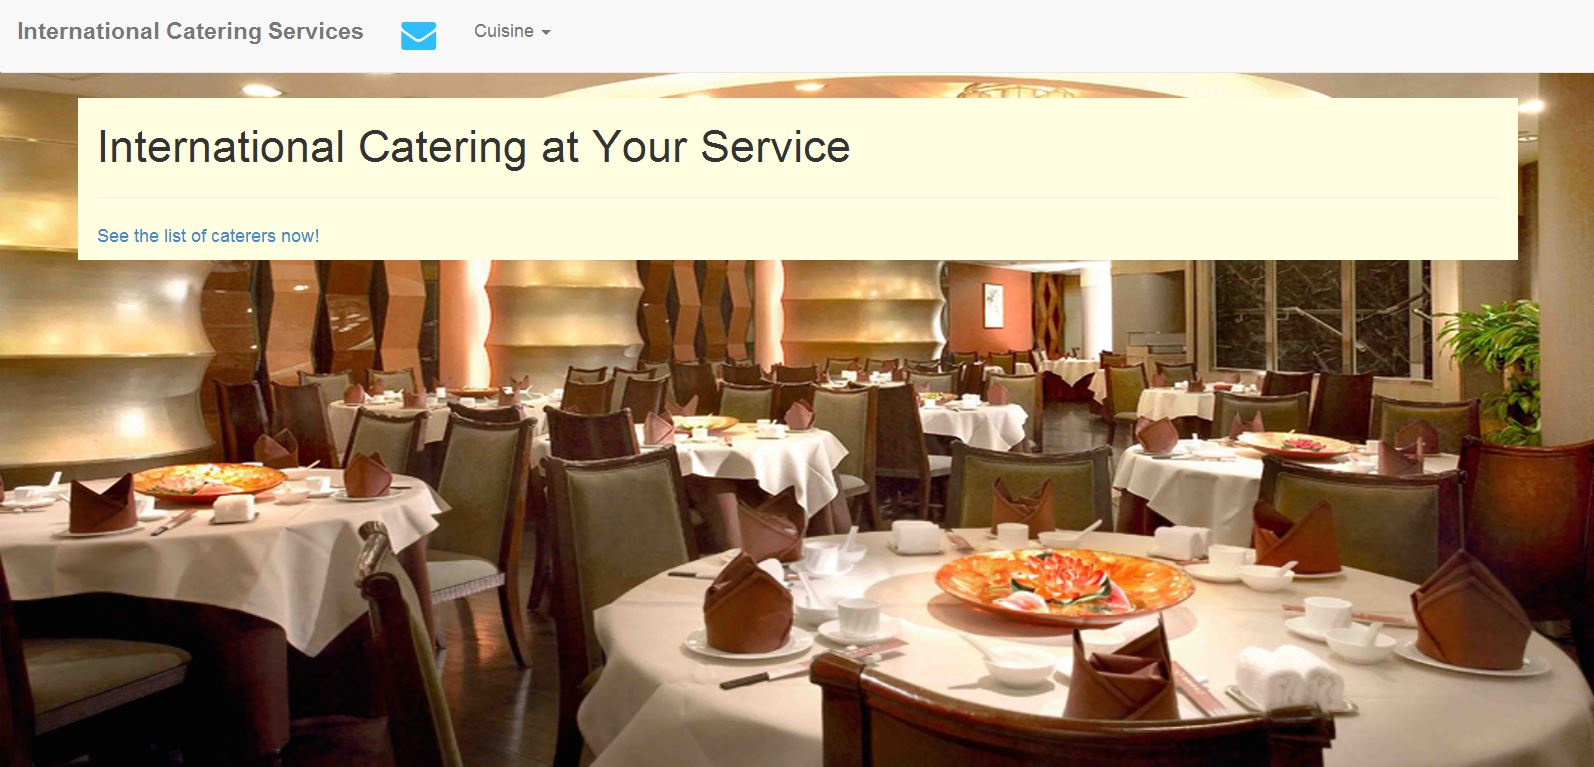 International Catering Services
Cuisine
International Catering at Your Service
See the list of caterers now!